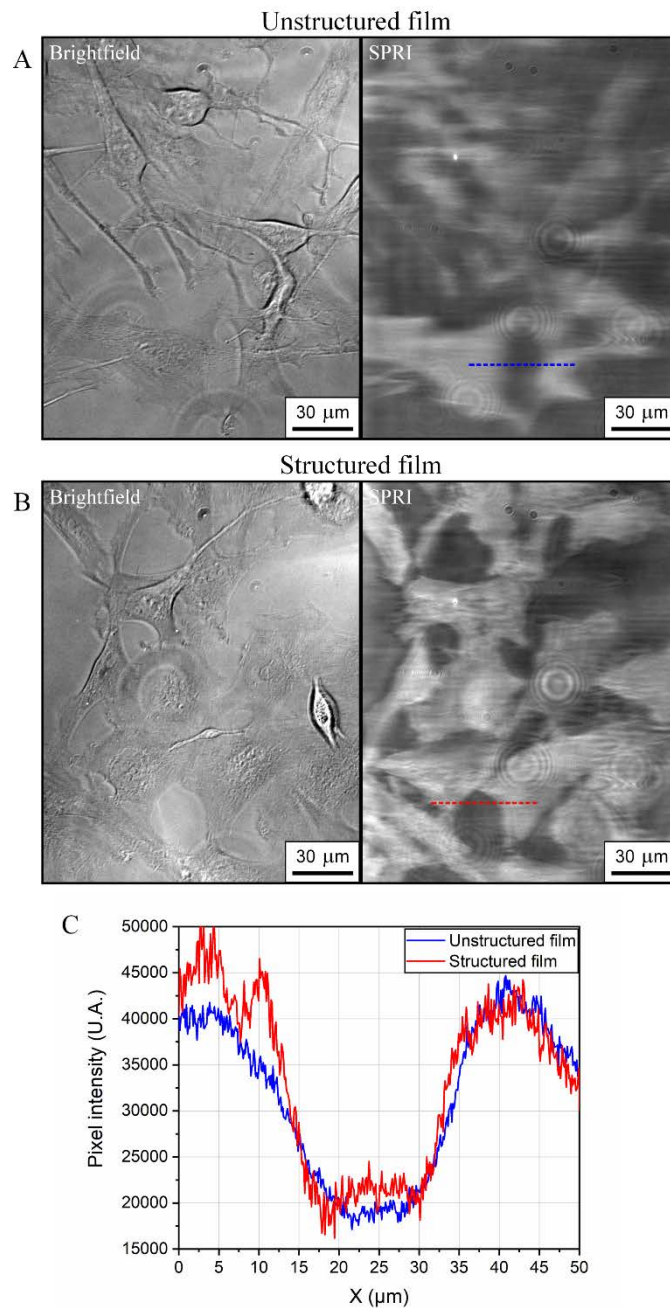 Unstructured film
A
Brightfield
SPRI
30 μm
30 μm
Structured film
B
Brightfield
SPRI
30 μm
30 μm
C
50000
45000
40000
35000
30000
25000
20000
15000
Pixel intensity (U.A.)
Unstructured film
Structured film
0 5 10 15 20 25 30 35 40 45 50
X (μm)